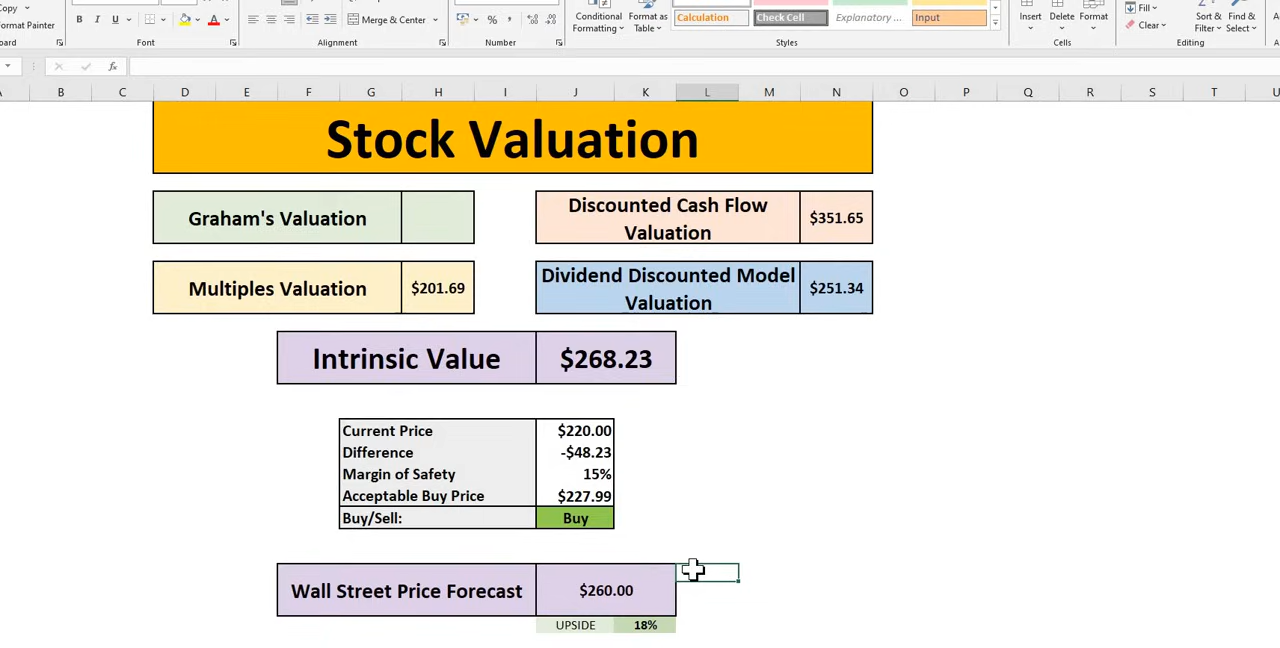 Copy
Format Painter
B I U
A
Merge & Center
%
,
Conditional
Formatting
Format as
Table
Calculation
Check Cell
Explanatory ...
Input
Insert
Delete
Format
Fill
Clear
Sort &
Filter
Find &
Select
Font
Alignment
Number
Styles
Cells
Editing
fx
A B C D E F G H I J K L M N O P Q R S T U
Stock Valuation
Graham's Valuation
Discounted Cash Flow
Valuation
$351.65
Multiples Valuation
$201.69
Dividend Discounted Model
Valuation
$251.34
Intrinsic Value
$268.23
Current Price $220.00
Difference -$48.23
Margin of Safety 15%
Acceptable Buy Price $227.99
Buy/Sell: Buy
Wall Street Price Forecast
$260.00
UPSIDE 18%